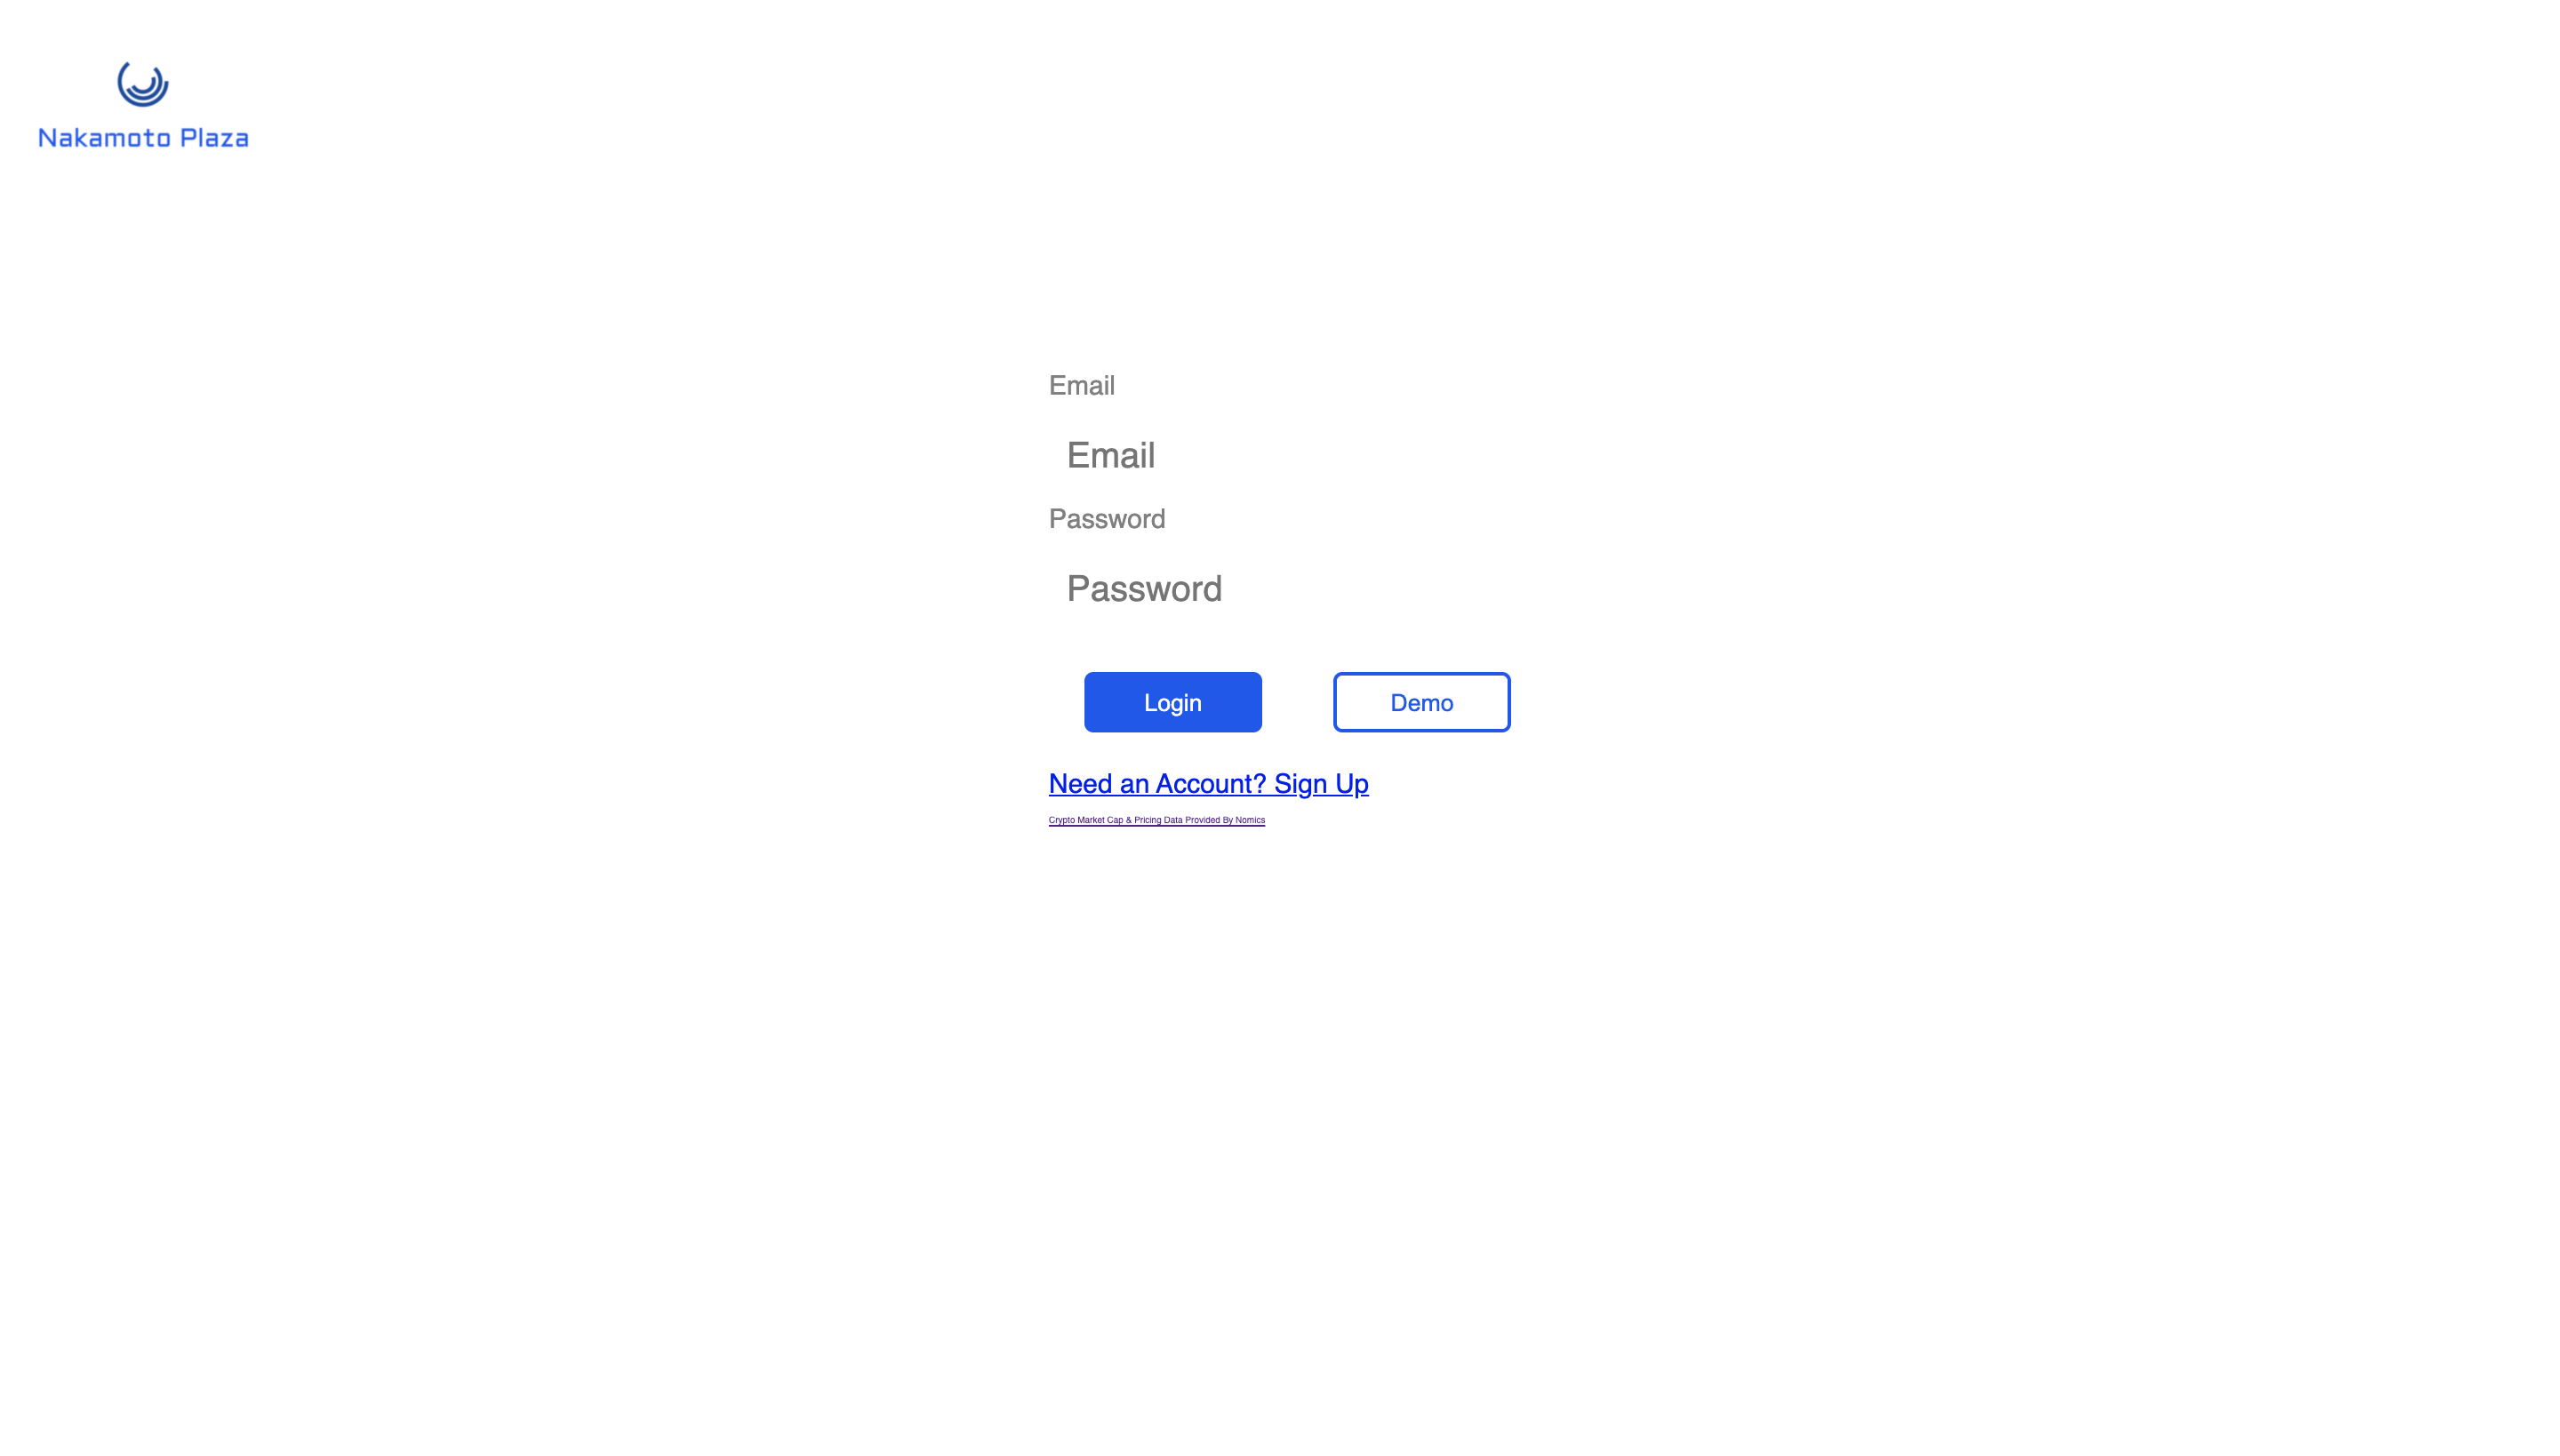 Nakamoto Plaza
Email
Email
Password
Password
Login Demo
Need an Account? Sign Up
Crypto Market Cap & Pricing Data Provided By Nomics